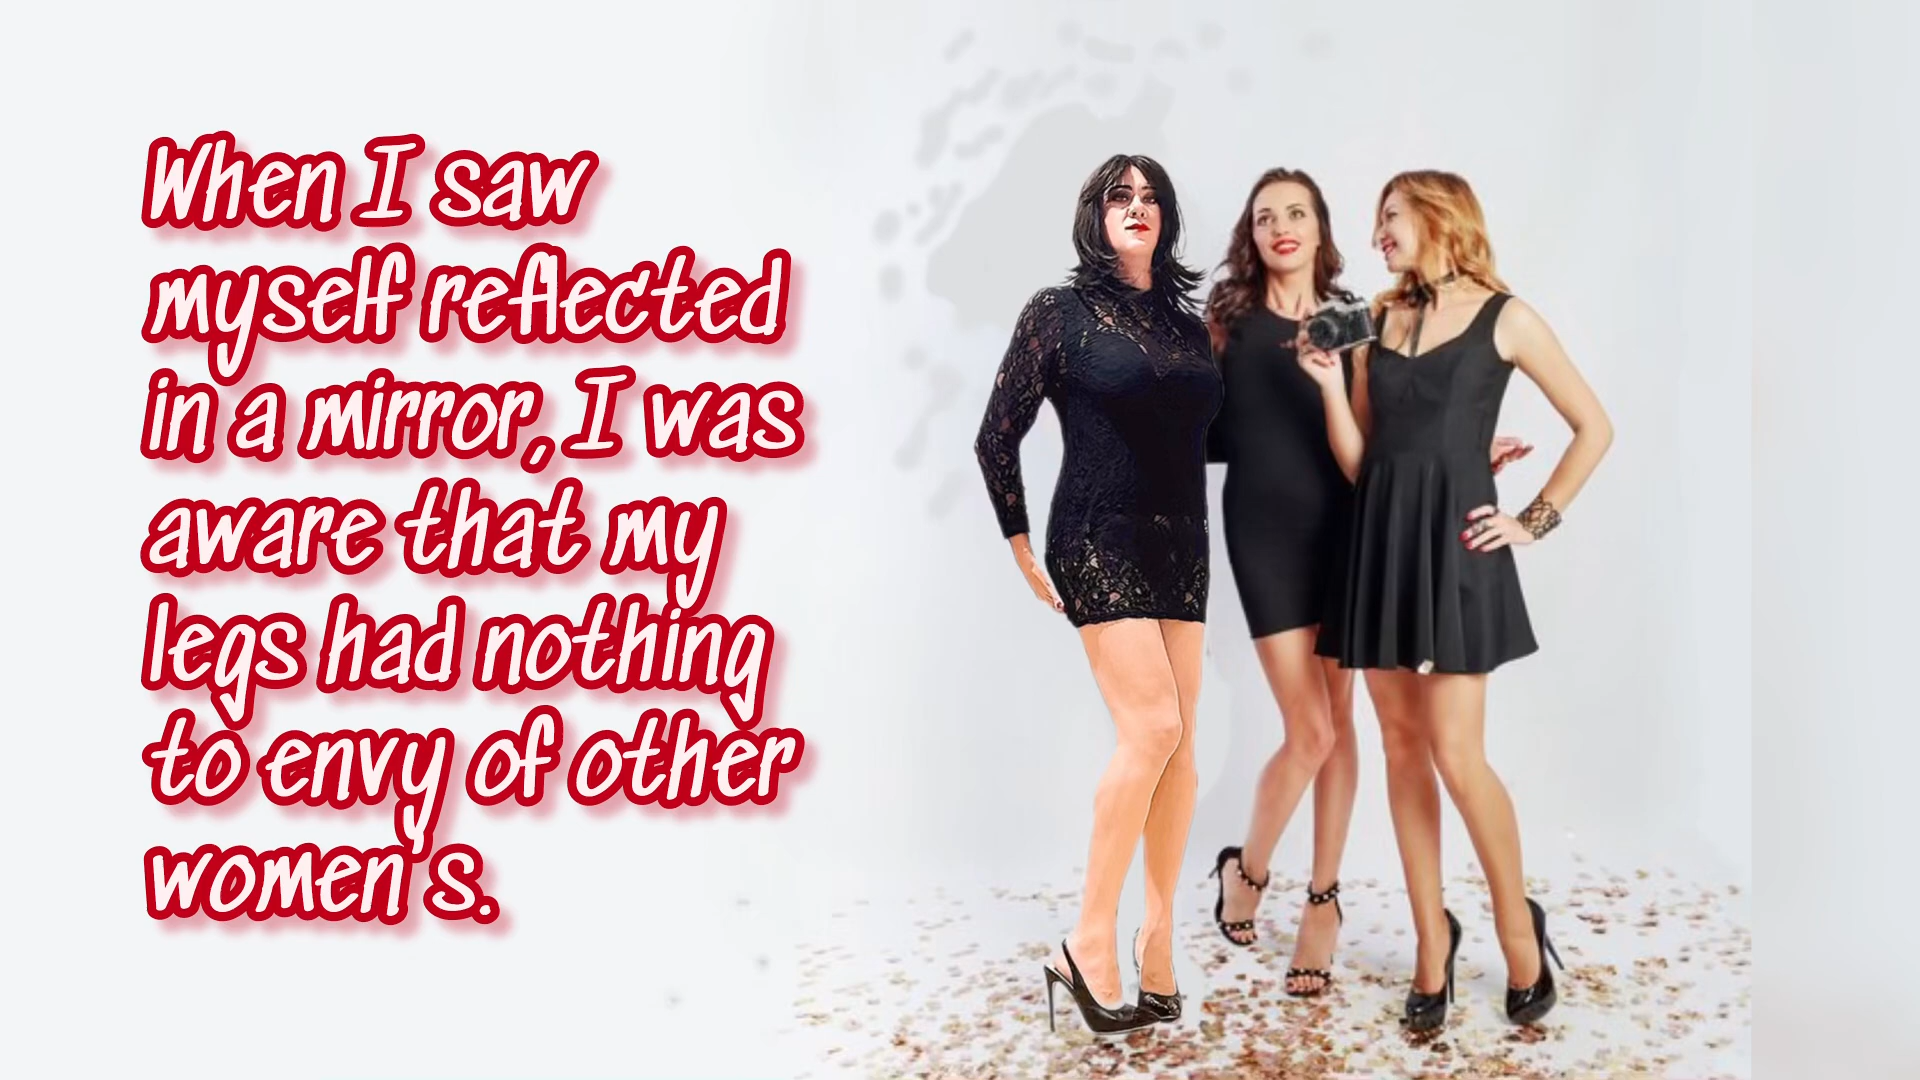 When I saw
myself reflected
in a mirror, I was
aware that my
legs had nothing
to envy of other
women's.